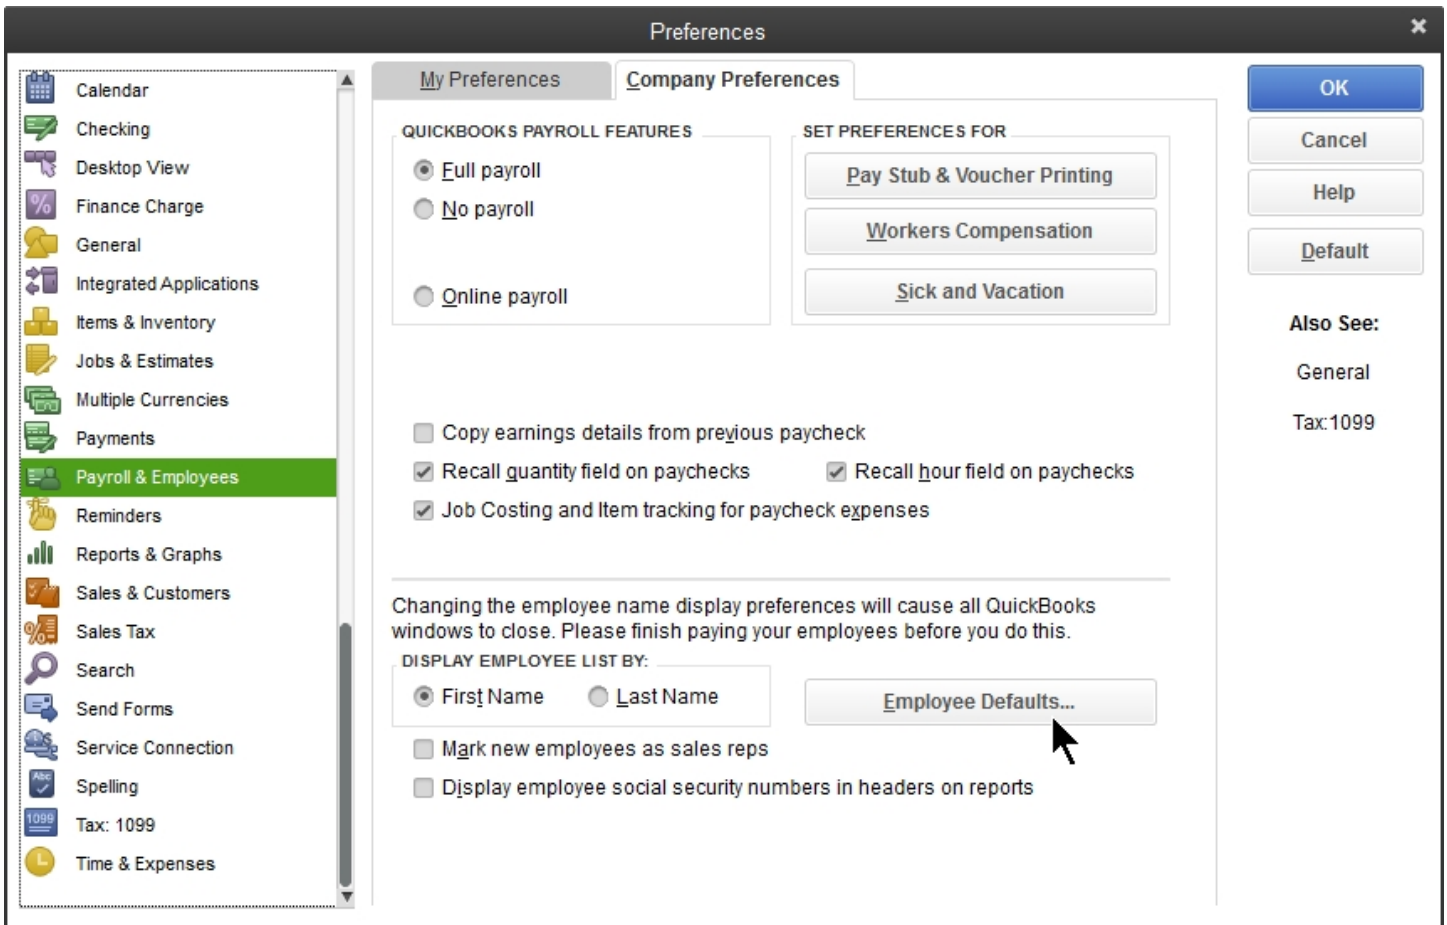 Preferences
Calendar
Checking
Desktop View
% Finance Charge
General
Integrated Applications
Items & Inventory
Jobs & Estimates
Multiple Currencies
Payments
Payroll & Employees
Reminders
Reports & Graphs
Sales & Customers
% Sales Tax
Search
Send Forms
Service Connection
Abc Spelling
1099 Tax: 1099
Time & Expenses
My Preferences Company Preferences
QUICKBOOKS PAYROLL FEATURES
Full payroll
No payroll
Online payroll
SET PREFERENCES FOR
Pay Stub & Voucher Printing
Workers Compensation
Sick and Vacation
Copy earnings details from previous paycheck
Recall quantity field on paychecks Recall hour field on paychecks
Job Costing and Item tracking for paycheck expenses
Changing the employee name display preferences will cause all QuickBooks
windows to close. Please finish paying your employees before you do this.
DISPLAY EMPLOYEE LIST BY:
First Name Last Name
Employee Defaults...
Mark new employees as sales reps
Display employee social security numbers in headers on reports
OK
Cancel
Help
Default
Also See:
General
Tax:1099